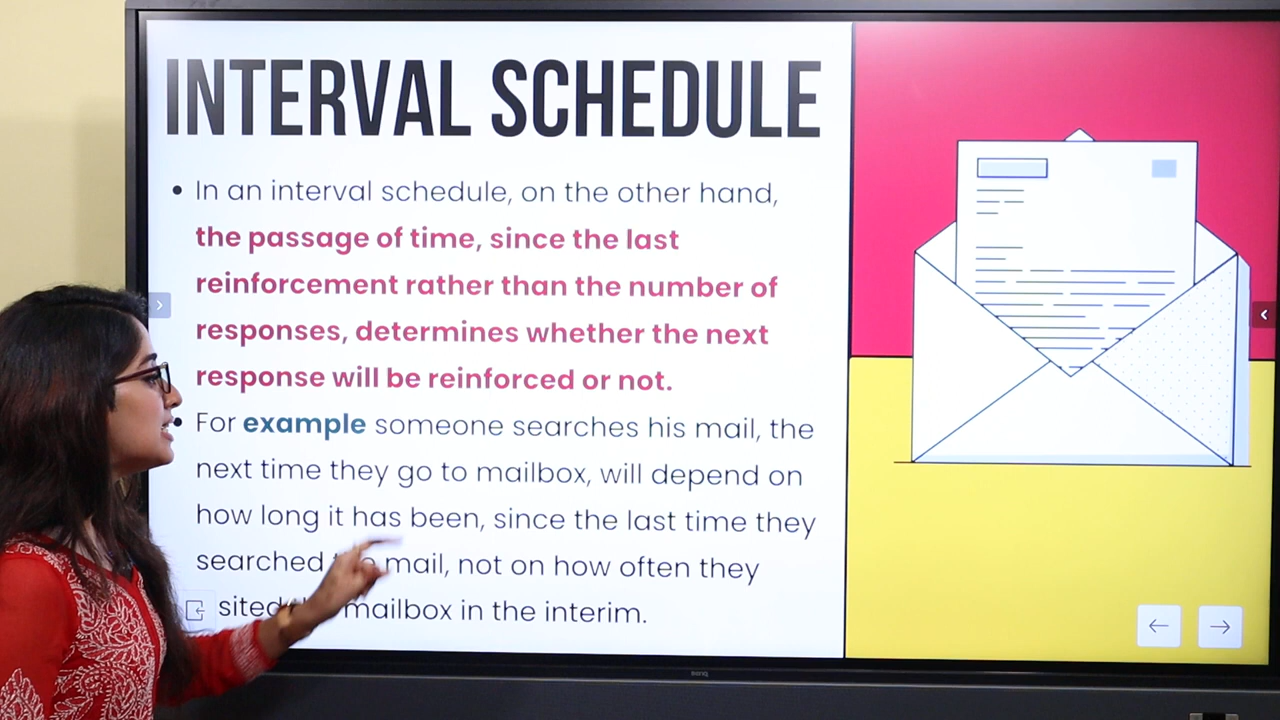 INTERVAL SCHEDULE
• In an interval schedule, on the other hand,
the passage of time, since the last
reinforcement rather than the number of
responses, determines whether the next
response will be reinforced or not.
• For example someone searches his mail, the
next time they go to mailbox, will depend on
how long it has been, since the last time they
searched mail, not on how often they
mailbox in the interim.
BenQ